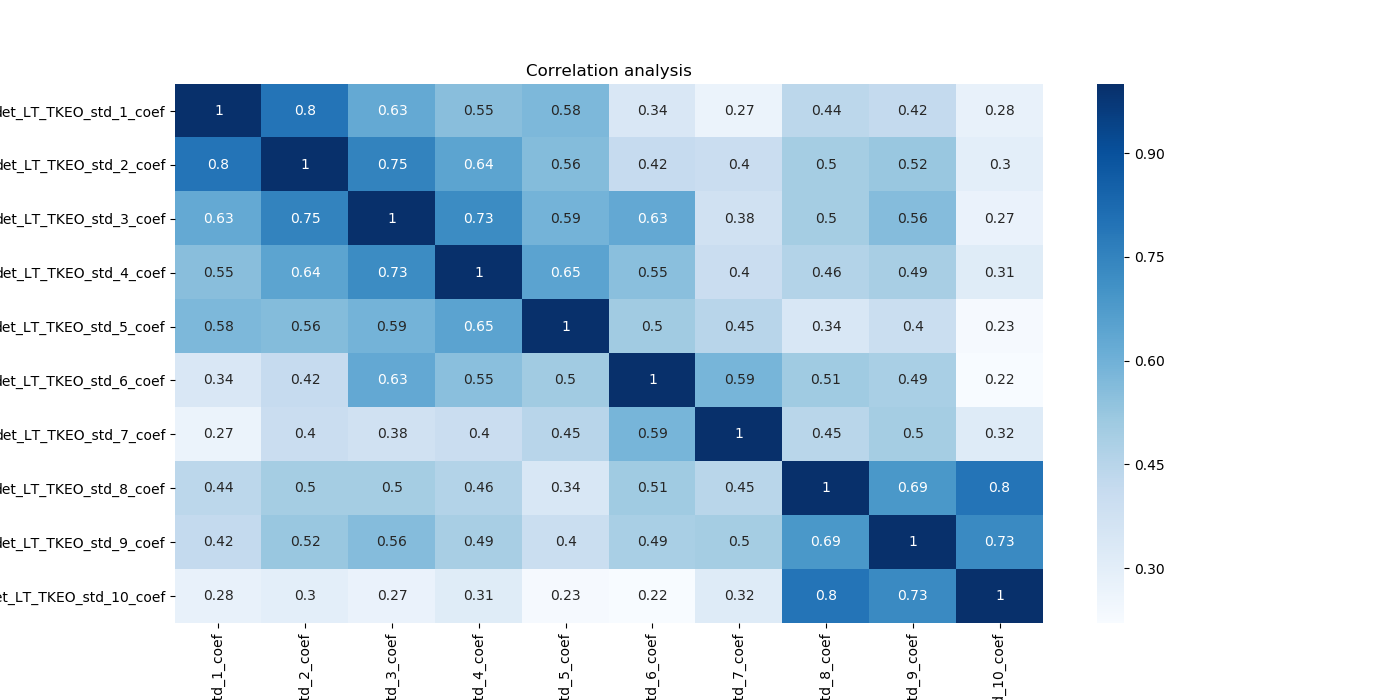 Correlation analysis
det_LT_TKEO_std_1_coef 1 0.8 0.63 0.55 0.58 0.34 0.27 0.44 0.42 0.28
det_LT_TKEO_std_2_coef 0.8 1 0.75 0.64 0.56 0.42 0.4 0.5 0.52 0.3
det_LT_TKEO_std_3_coef 0.63 0.75 1 0.73 0.59 0.63 0.38 0.5 0.56 0.27
det_LT_TKEO_std_4_coef 0.55 0.64 0.73 1 0.65 0.55 0.4 0.46 0.49 0.31
det_LT_TKEO_std_5_coef 0.58 0.56 0.59 0.65 1 0.5 0.45 0.34 0.4 0.23
det_LT_TKEO_std_6_coef 0.34 0.42 0.63 0.55 0.5 1 0.59 0.51 0.49 0.22
det_LT_TKEO_std_7_coef 0.27 0.4 0.38 0.4 0.45 0.59 1 0.45 0.5 0.32
det_LT_TKEO_std_8_coef 0.44 0.5 0.5 0.46 0.34 0.51 0.45 1 0.69 0.8
det_LT_TKEO_std_9_coef 0.42 0.52 0.56 0.49 0.4 0.49 0.5 0.69 1 0.73
et_LT_TKEO_std_10_coef 0.28 0.3 0.27 0.31 0.23 0.22 0.32 0.8 0.73 1
td_1_coef td_2_coef td_3_coef td_4_coef td_5_coef td_6_coef td_7_coef td_8_coef td_9_coef d_10_coef
0.90
0.75
0.60
0.45
0.30